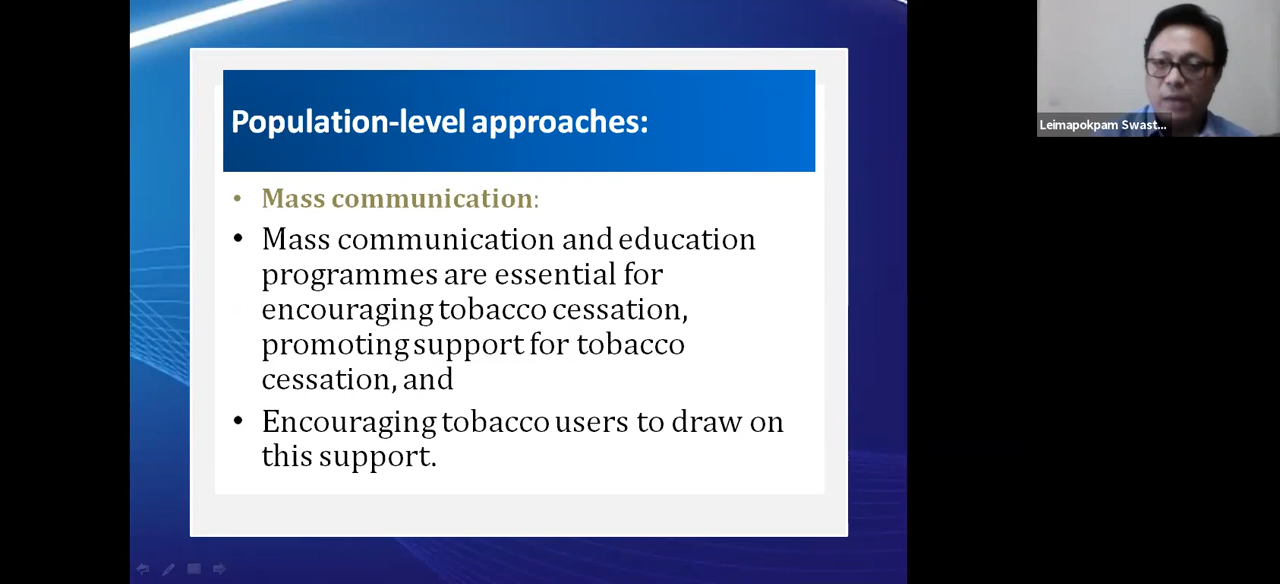 Population-level approaches:
• Mass communication:
• Mass communication and education
programmes are essential for
encouraging tobacco cessation,
promoting support for tobacco
cessation, and
• Encouraging tobacco users to draw on
this support.
Leimapokpam Swast...